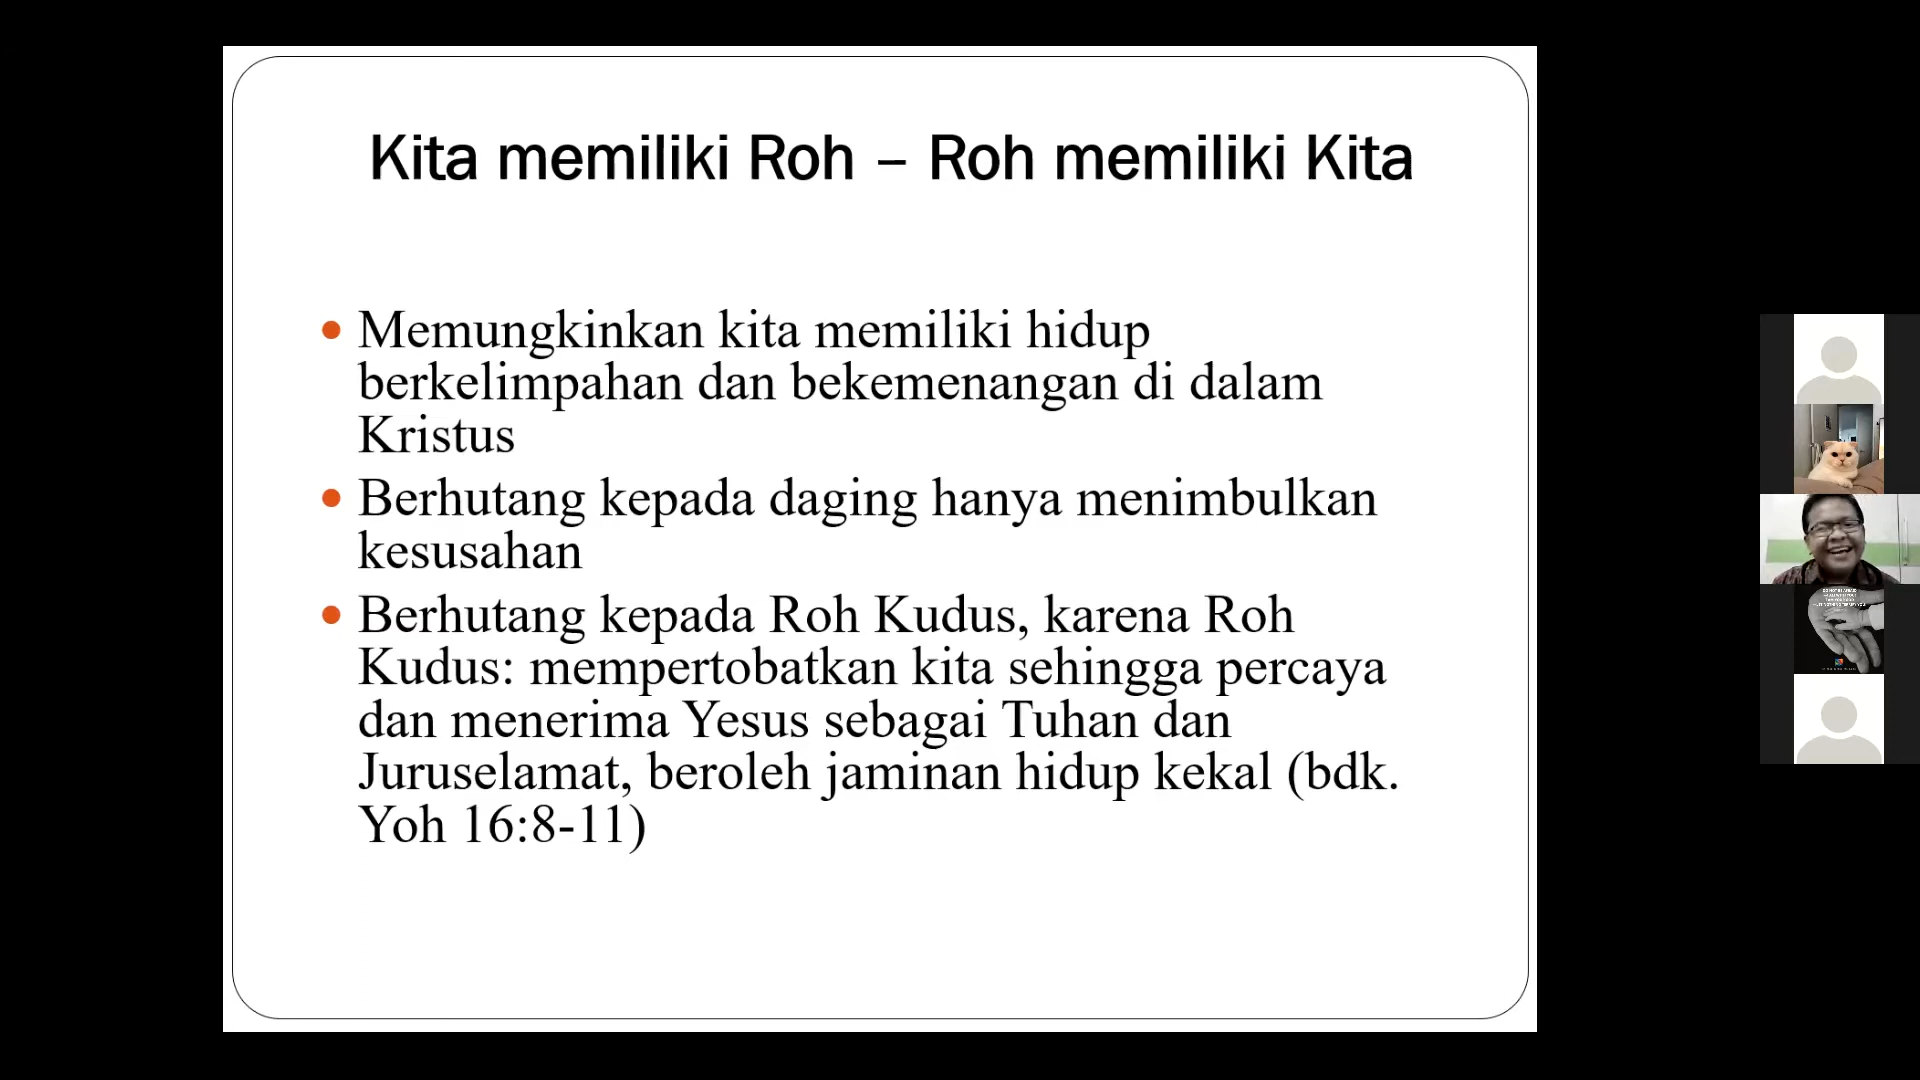 Kita memiliki Roh – Roh memiliki Kita
Memungkinkan kita memiliki hidup
berkelimpahan dan bekemenangan di dalam
Kristus
Berhutang kepada daging hanya menimbulkan
kesusahan
Berhutang kepada Roh Kudus, karena Roh
Kudus: mempertobatkan kita sehingga percaya
dan menerima Yesus sebagai Tuhan dan
Juruselamat, beroleh jaminan hidup kekal (bdk.
Yoh 16:8-11)